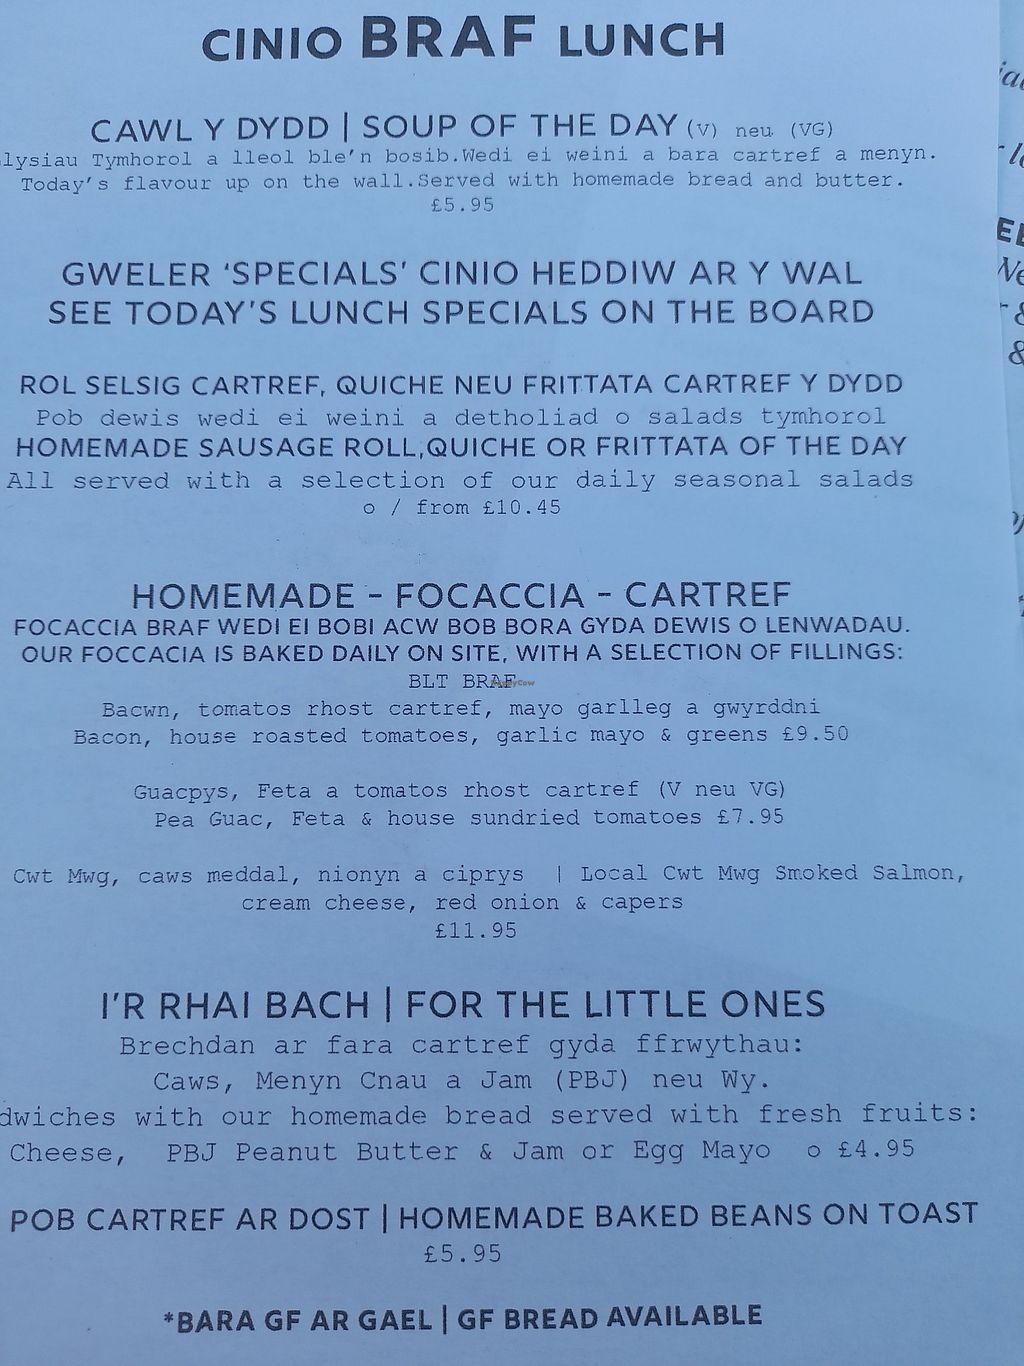 CINIO BRAF LUNCH
CAWL Y DYDD | SOUP OF THE DAY (V) neu (VG)
lysiau Tymhorol a lleol ble'n bosib.Wedi ei weini a bara cartref a menyn.
Today's flavour up on the wall.Served with homemade bread and butter.
£5.95
GWELER 'SPECIALS' CINIO HEDDIW AR Y WAL
SEE TODAY'S LUNCH SPECIALS ON THE BOARD
ROL SELSIG CARTREF, QUICHE NEU FRITTATA CARTREF Y DYDD
Pob dewis wedi ei weini a detholiad o salads tymhorol
HOMEMADE SAUSAGE ROLL,QUICHE OR FRITTATA OF THE DAY
All served with a selection of our daily seasonal salads
o / from £10.45
HOMEMADE - FOCACCIA - CARTREF
FOCACCIA BRAF WEDI EI BOBI ACW BOB BORA GYDA DEWIS O LENWADAU.
OUR FOCCACIA IS BAKED DAILY ON SITE, WITH A SELECTION OF FILLINGS:
BLT BRAF
Bacwn, tomatos rhost cartref, mayo garlleg a gwyrddni
Bacon, house roasted tomatoes, garlic mayo & greens £9.50
Guacpys, Feta a tomatos rhost cartref (V neu VG)
Pea Guac, Feta & house sundried tomatoes £7.95
Cwt Mwg, caws meddal, nionyn a ciprys | Local Cwt Mwg Smoked Salmon,
cream cheese, red onion & capers
£11.95
I'R RHAI BACH | FOR THE LITTLE ONES
Brechdan ar fara cartref gyda ffrwythau:
Caws, Menyn Cnau a Jam (PBJ) neu Wy.
dwiches with our homemade bread served with fresh fruits:
Cheese, PBJ Peanut Butter & Jam or Egg Mayo o £4.95
POB CARTREF AR DOST | HOMEMADE BAKED BEANS ON TOAST
£5.95
*BARA GF AR GAEL | GF BREAD AVAILABLE